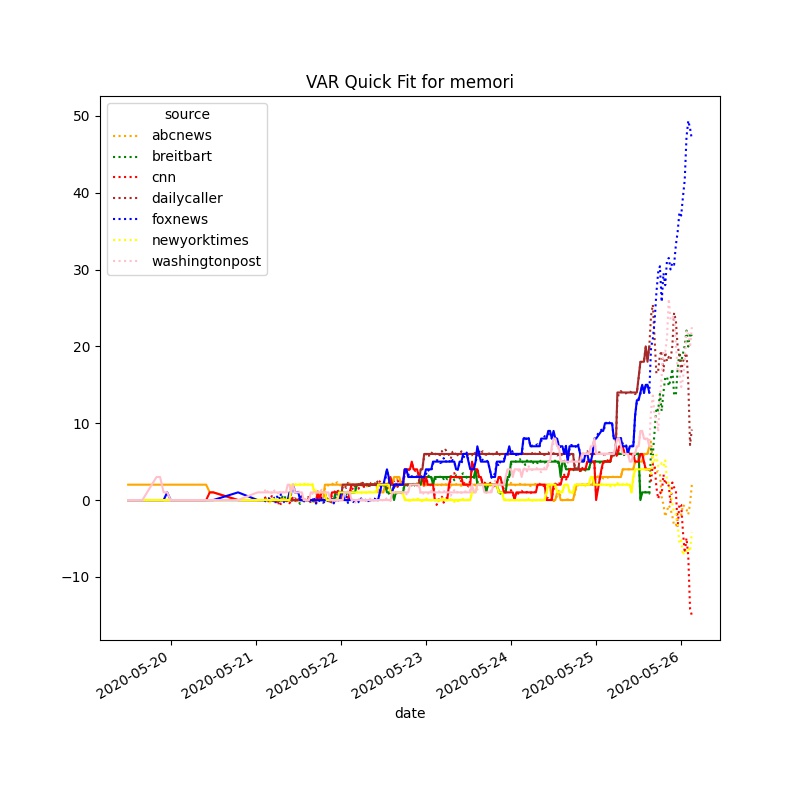 VAR Quick Fit for memori
source
abcnews
breitbart
cnn
dailycaller
foxnews
newyorktimes
washingtonpost
50
40
30
20
10
0
−10
2020-05-20
2020-05-21
2020-05-22
2020-05-23
2020-05-24
2020-05-25
2020-05-26
date